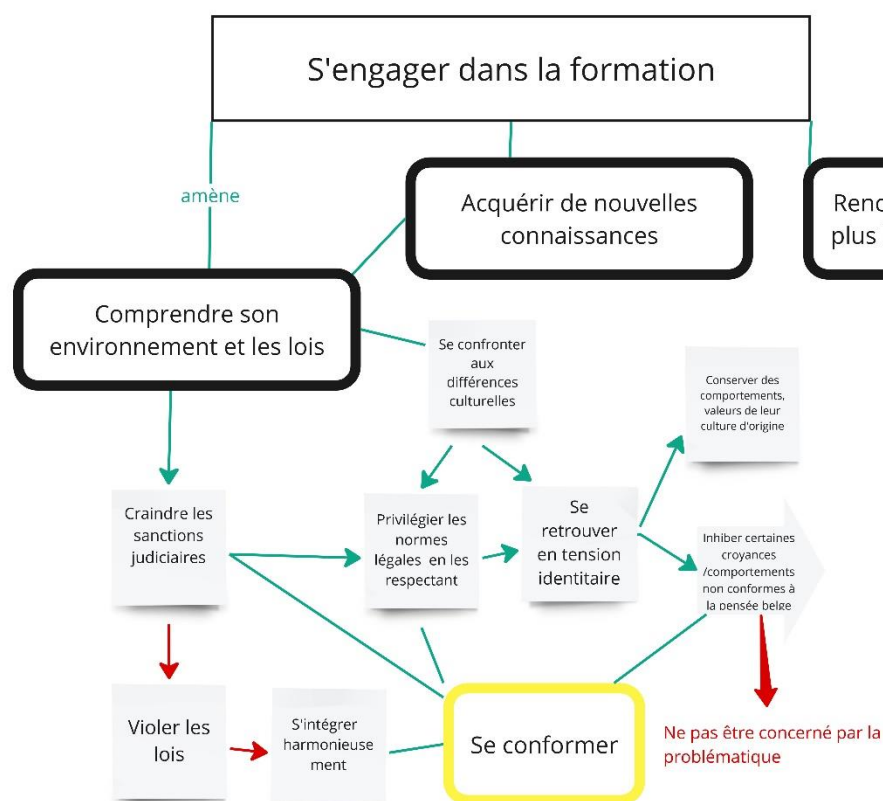 S'engager dans la formation
amène
Acquérir de nouvelles
connaissances
Renc
plus
Comprendre son
environnement et les lois
Se confronter
aux
différences
culturelles
Conserver des
comportements,
valeurs de leur
culture d'origine
Craindre les
sanctions
judiciaires
Privilégier les
normes
légales en les
respectant
Se
retrouver
en tension
identitaire
Inhiber certaines
croyances
/comportements
non conformes à
la pensée belge
Violer les
lois
S'intégrer
harmonieuse
ment
Se conformer
Ne pas être concerné par la
problématique